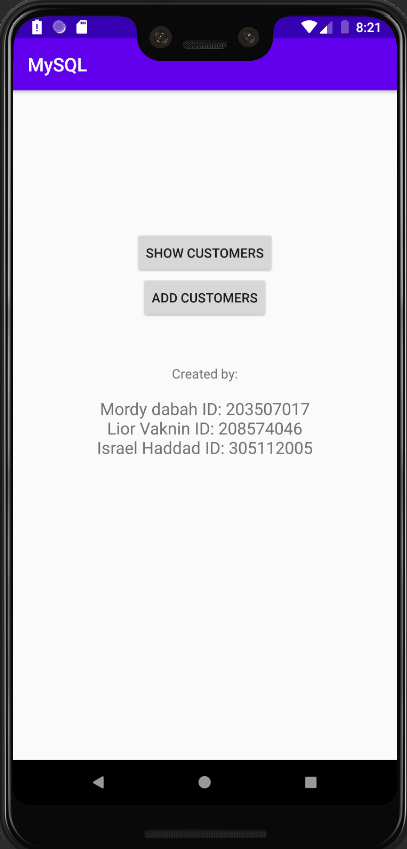 8:21
MySQL
SHOW CUSTOMERS
ADD CUSTOMERS
Created by:
Mordy dabah ID: 203507017
Lior Vaknin ID: 208574046
Israel Haddad ID: 305112005